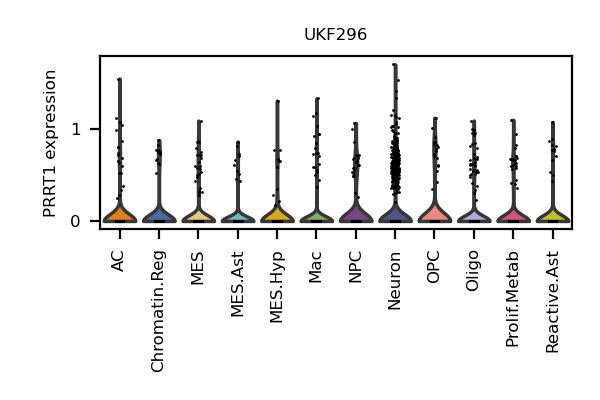 UKF296
PRRT1 expression
1
0
AC
Chromatin.Reg
MES
MES.Ast
MES.Hyp
Mac
NPC
Neuron
OPC
Oligo
Prolif.Metab
Reactive.Ast